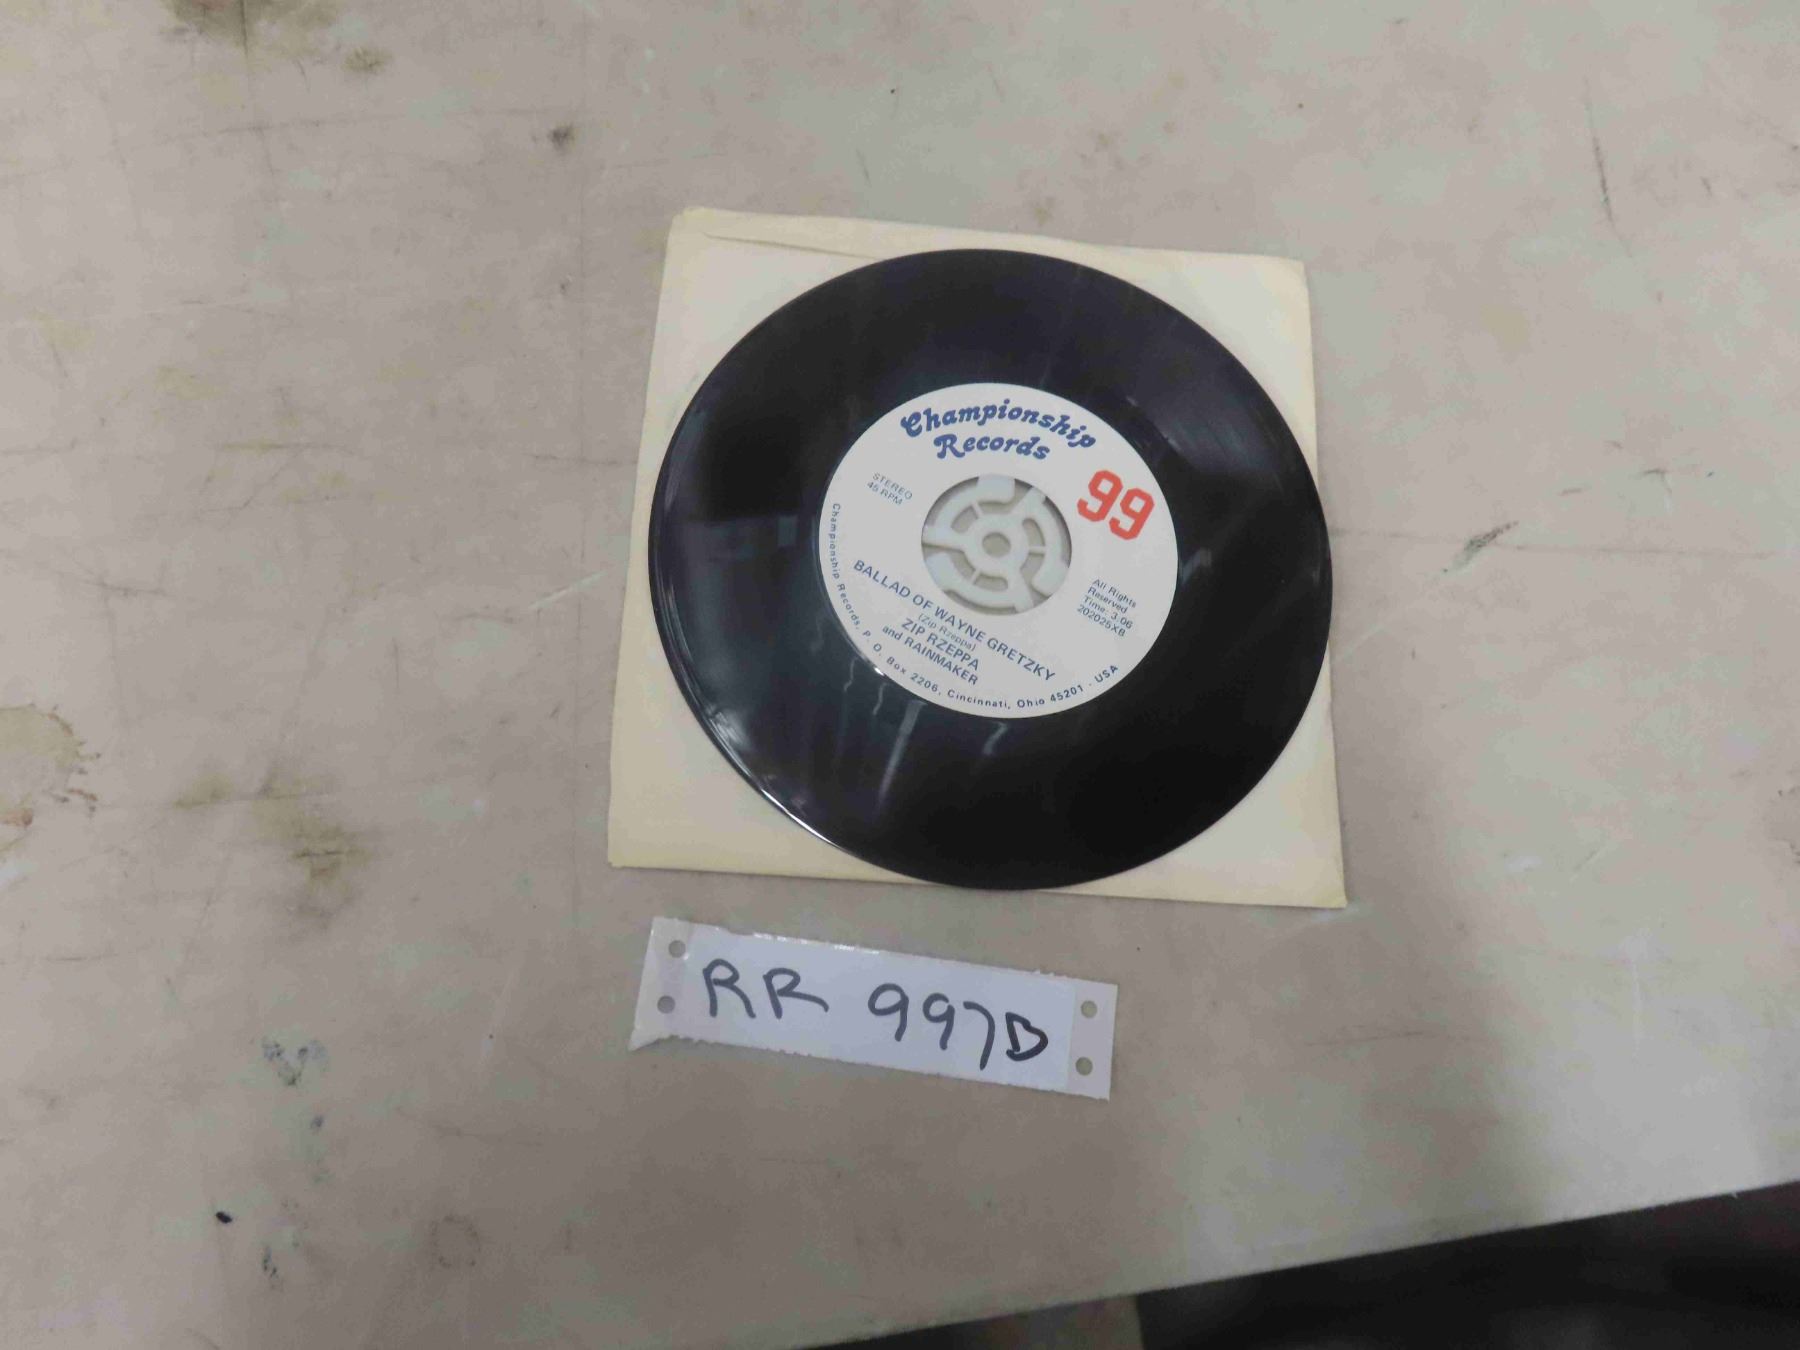 Championship
Records
99
STEREO
45 RPM
All Rights
Reserved
Time: 3:06
202025XB
BALLAD OF WAYNE GRETZKY
(Zip Rzeppa)
ZIP RZEPPA
and RAINMAKER
Championship Records, P. O. Box 2206, Cincinnati, Ohio 45201 · USA
RR 997D